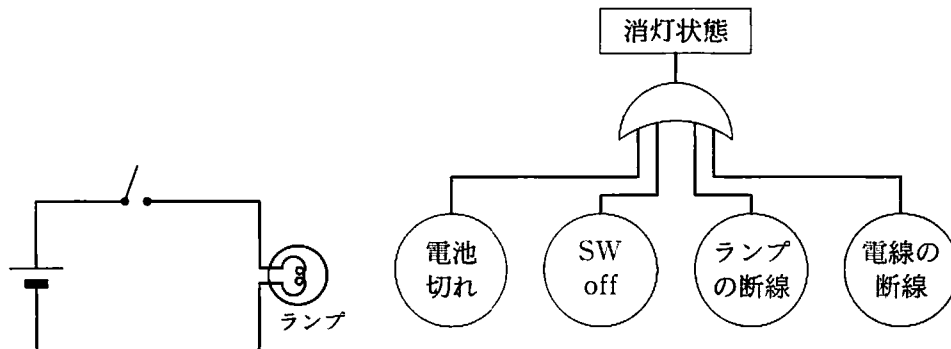 消灯状態
電池
切れ
SW
off
ランプ
の断線
電線の
断線
ランプ